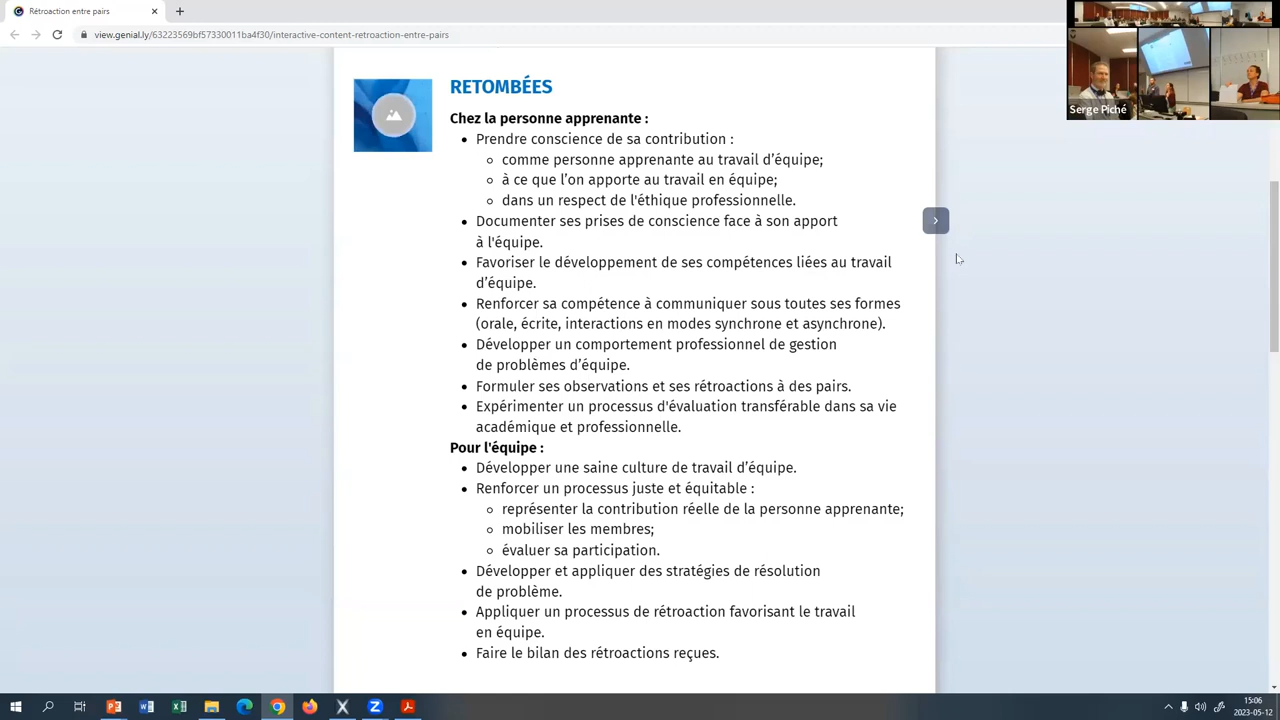 Rétroaction entre pairs
view.genial.ly/63223569bf57330011ba4f30/interactive-content-retroaction-entre-pairs
Serge Piché
RETOMBÉES
Chez la personne apprenante :
• Prendre conscience de sa contribution :
◦ comme personne apprenante au travail d’équipe;
◦ à ce que l’on apporte au travail en équipe;
◦ dans un respect de l'éthique professionnelle.
• Documenter ses prises de conscience face à son apport
à l'équipe.
• Favoriser le développement de ses compétences liées au travail
d’équipe.
• Renforcer sa compétence à communiquer sous toutes ses formes
(orale, écrite, interactions en modes synchrone et asynchrone).
• Développer un comportement professionnel de gestion
de problèmes d’équipe.
• Formuler ses observations et ses rétroactions à des pairs.
• Expérimenter un processus d'évaluation transférable dans sa vie
académique et professionnelle.
Pour l'équipe :
• Développer une saine culture de travail d’équipe.
• Renforcer un processus juste et équitable :
◦ représenter la contribution réelle de la personne apprenante;
◦ mobiliser les membres;
◦ évaluer sa participation.
• Développer et appliquer des stratégies de résolution
de problème.
• Appliquer un processus de rétroaction favorisant le travail
en équipe.
• Faire le bilan des rétroactions reçues.
15:06
2023-05-12